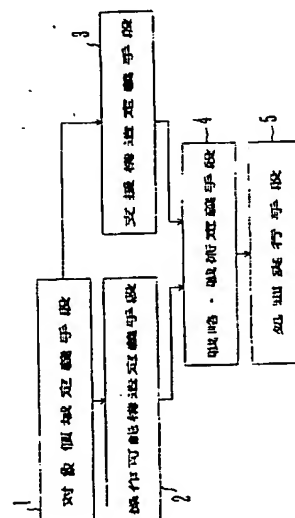 1
対象領域定義手段
操作可能構造定義手段
2
支援構造定義手段
3
戦略・戦術定義手段
4
処理実行手段
5